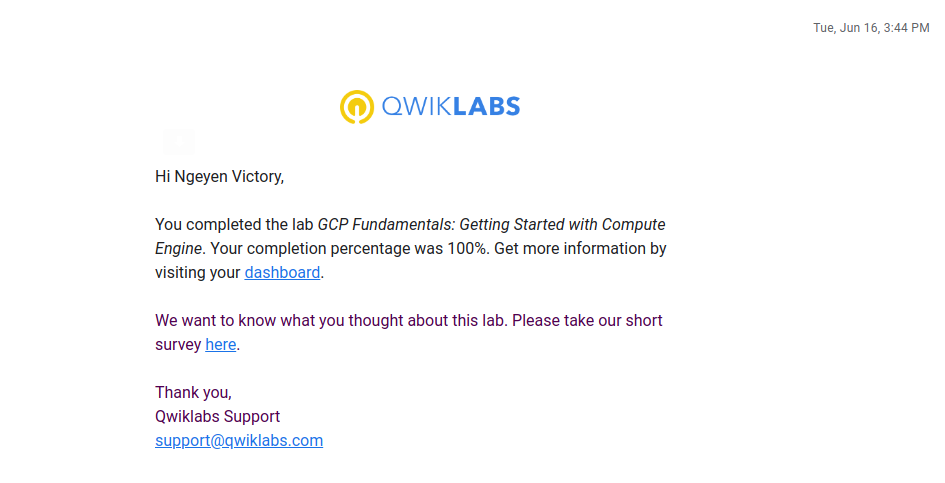 Tue, Jun 16, 3:44 PM
QWIKLABS
Hi Ngeyen Victory,
You completed the lab GCP Fundamentals: Getting Started with Compute
Engine. Your completion percentage was 100%. Get more information by
visiting your dashboard.
We want to know what you thought about this lab. Please take our short
survey here.
Thank you,
Qwiklabs Support
support@qwiklabs.com